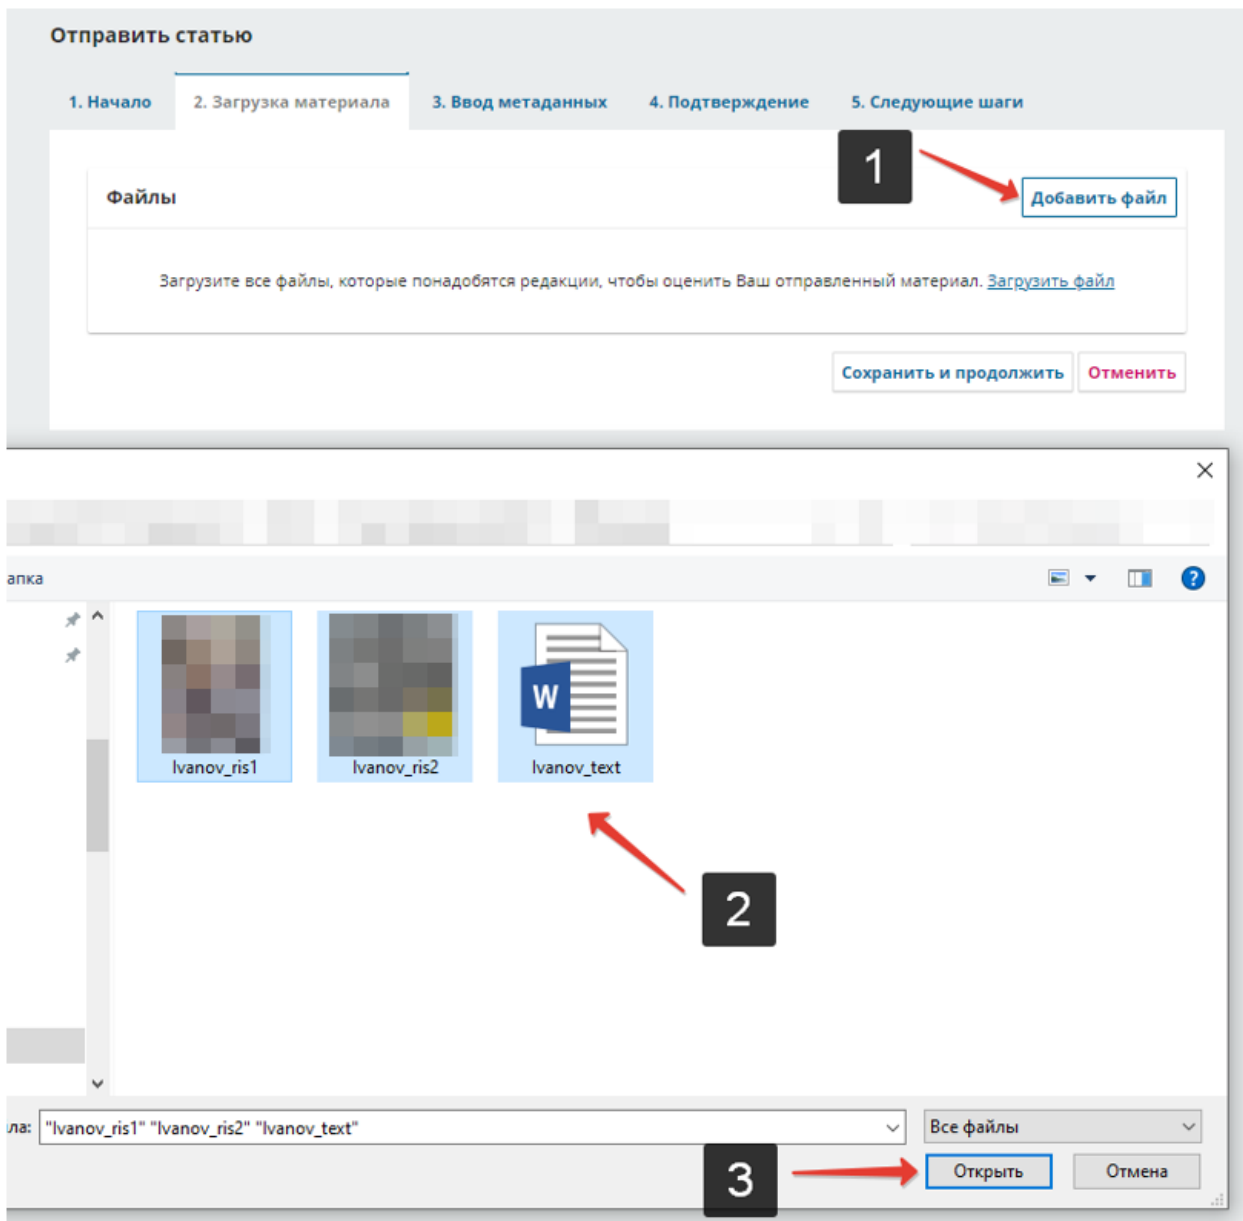 Отправить статью
1. Начало 2. Загрузка материала 3. Ввод метаданных 4. Подтверждение 5. Следующие шаги
1
Файлы Добавить файл
Загрузите все файлы, которые понадобятся редакции, чтобы оценить Ваш отправленный материал. Загрузить файл
Сохранить и продолжить Отменить
апка
?
W
Ivanov_ris1 Ivanov_ris2 Ivanov_text
2
ла: "Ivanov_ris1" "Ivanov_ris2" "Ivanov_text" Все файлы
3 Открыть Отмена